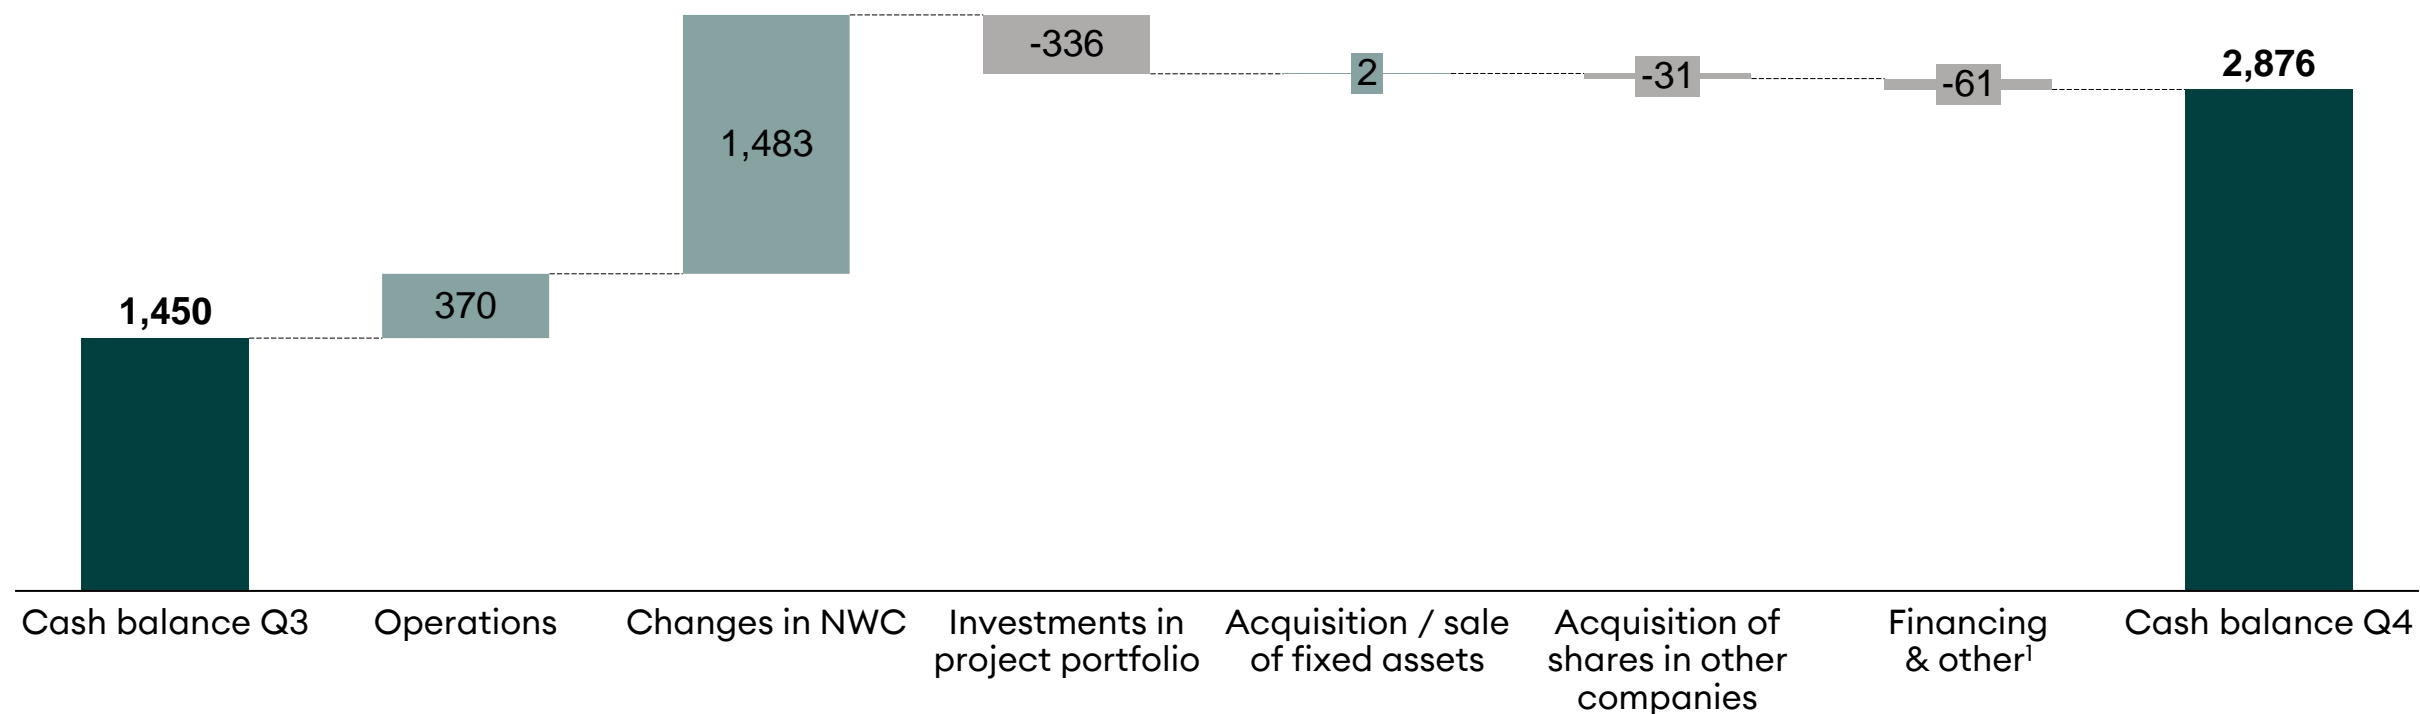 1,450
370
1,483
-336
2
-31
-61
2,876
Cash balance Q3
Operations
Changes in NWC
Investments in
project portfolio
Acquisition / sale
of fixed assets
Acquisition of
shares in other
companies
Financing
& other¹
Cash balance Q4